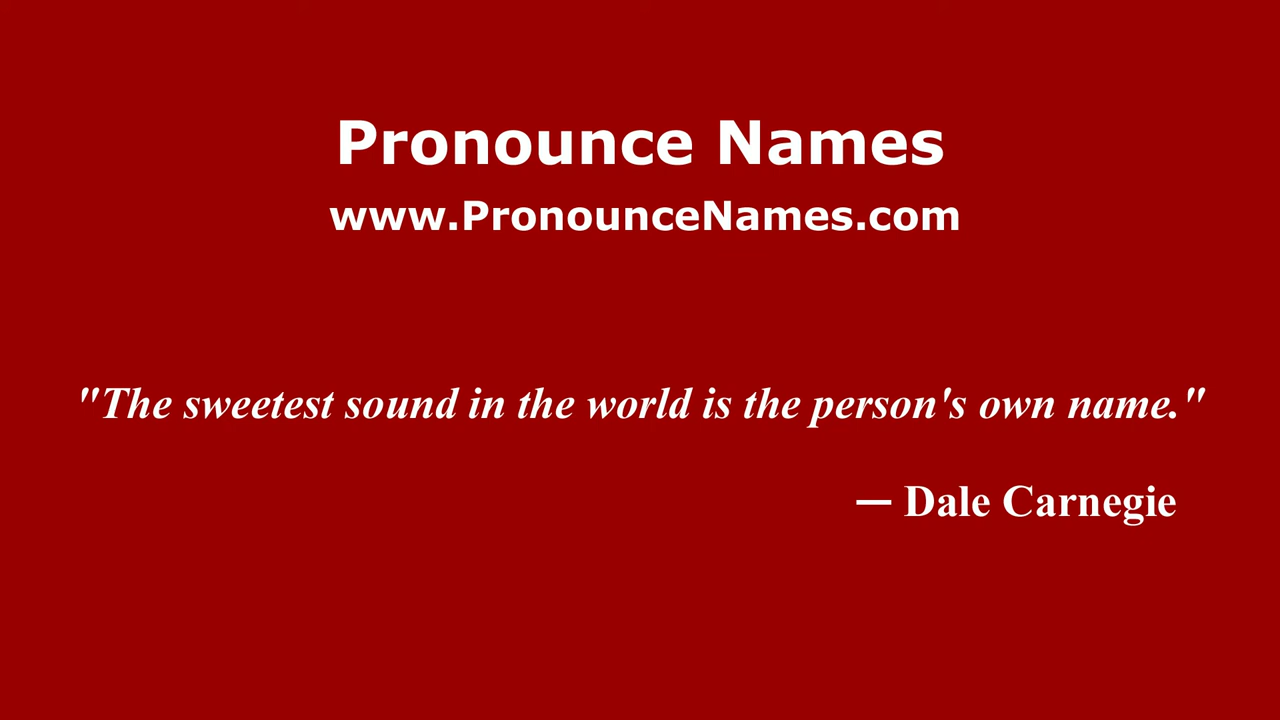 Pronounce Names
www.PronounceNames.com
"The sweetest sound in the world is the person's own name."
— Dale Carnegie